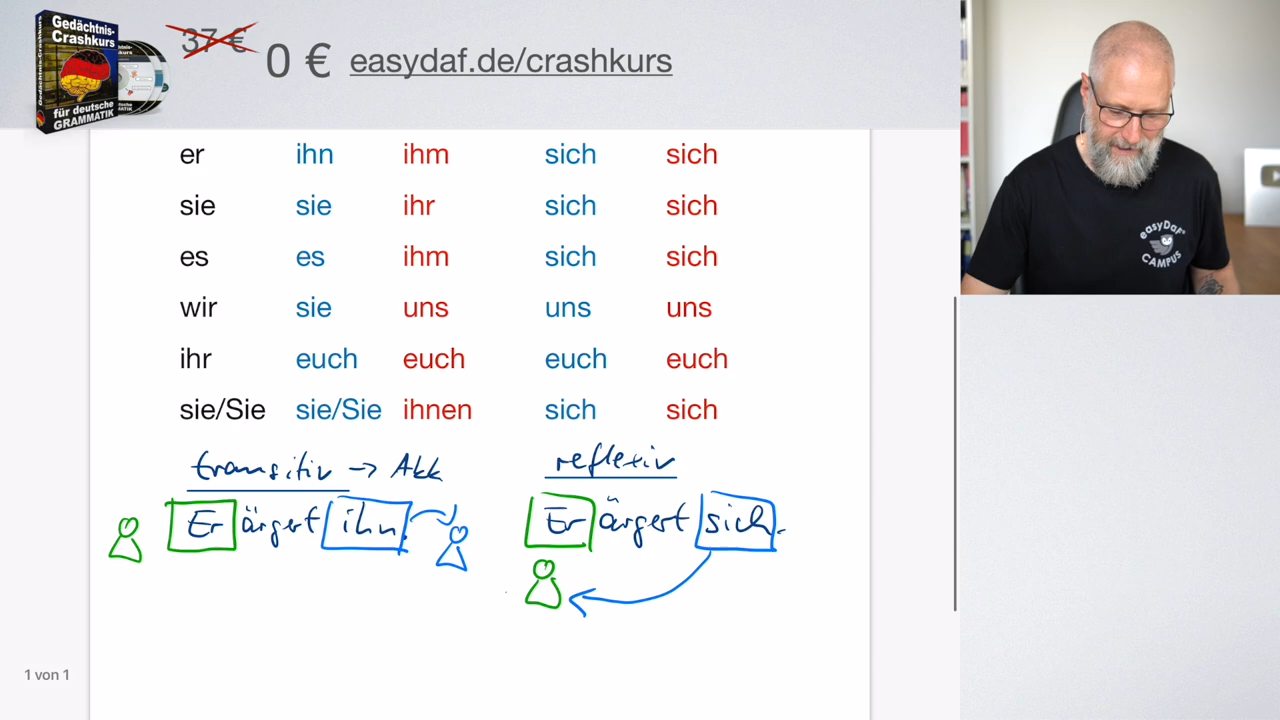 Gedächtnis-
Crashkurs
für deutsche
GRAMMATIK
37 €
0 € easydaf.de/crashkurs
er ihn ihm sich sich
sie sie ihr sich sich
es es ihm sich sich
wir sie uns uns uns
ihr euch euch euch euch
sie/Sie sie/Sie ihnen sich sich
transitiv → Akk reflexiv
Er ärgert ihn. Er ärgert sich.
1 von 1
easyDaF®
CAMPUS